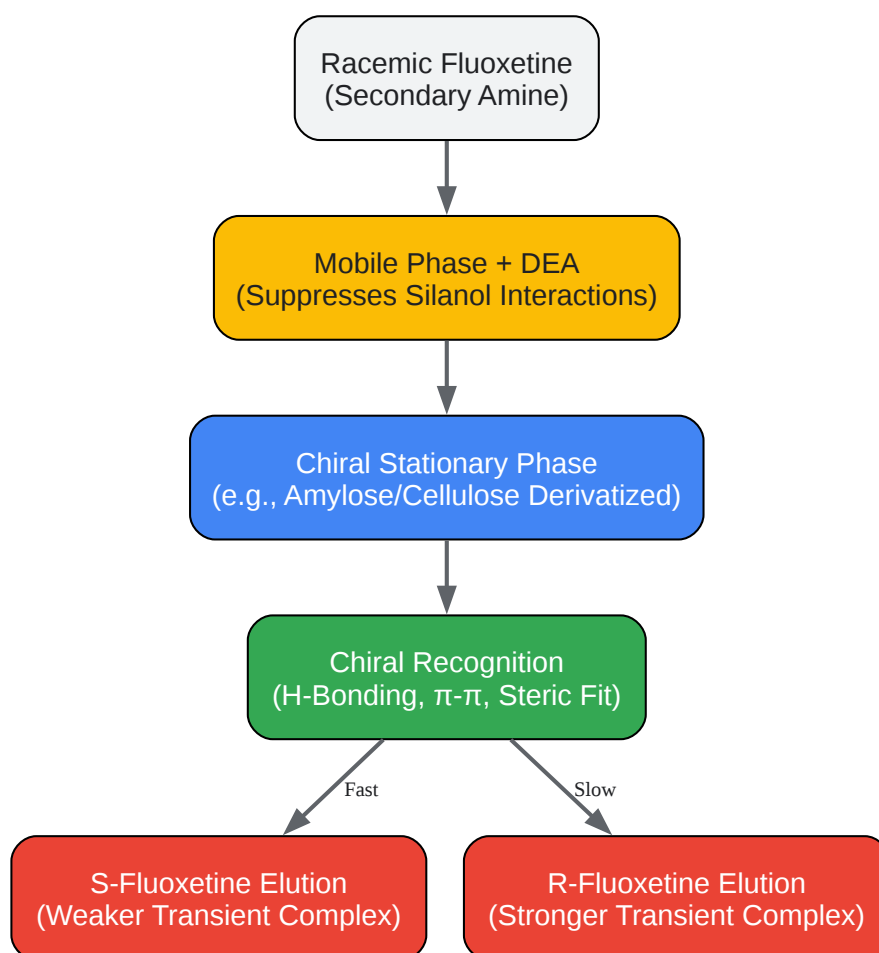 Racemic Fluoxetine
(Secondary Amine)
Mobile Phase + DEA
(Suppresses Silanol Interactions)
Chiral Stationary Phase
(e.g., Amylose/Cellulose Derivatized)
Chiral Recognition
(H-Bonding, π-π, Steric Fit)
Fast
Slow
S-Fluoxetine Elution
(Weaker Transient Complex)
R-Fluoxetine Elution
(Stronger Transient Complex)